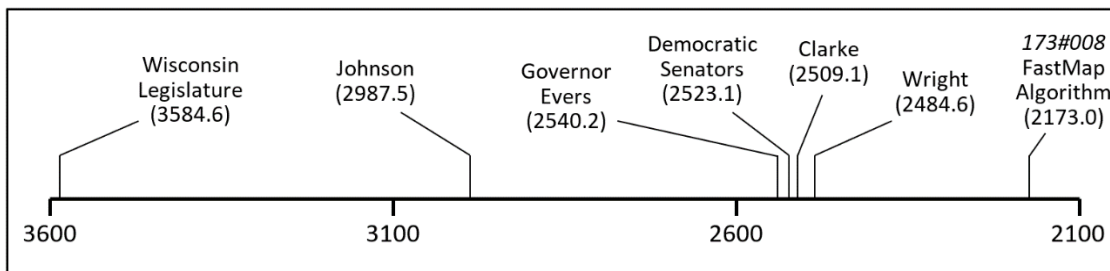 Wisconsin
Legislature
(3584.6)
Johnson
(2987.5)
Governor
Evers
(2540.2)
Democratic
Senators
(2523.1)
Clarke
(2509.1)
Wright
(2484.6)
173#008
FastMap
Algorithm
(2173.0)
3600
3100
2600
2100